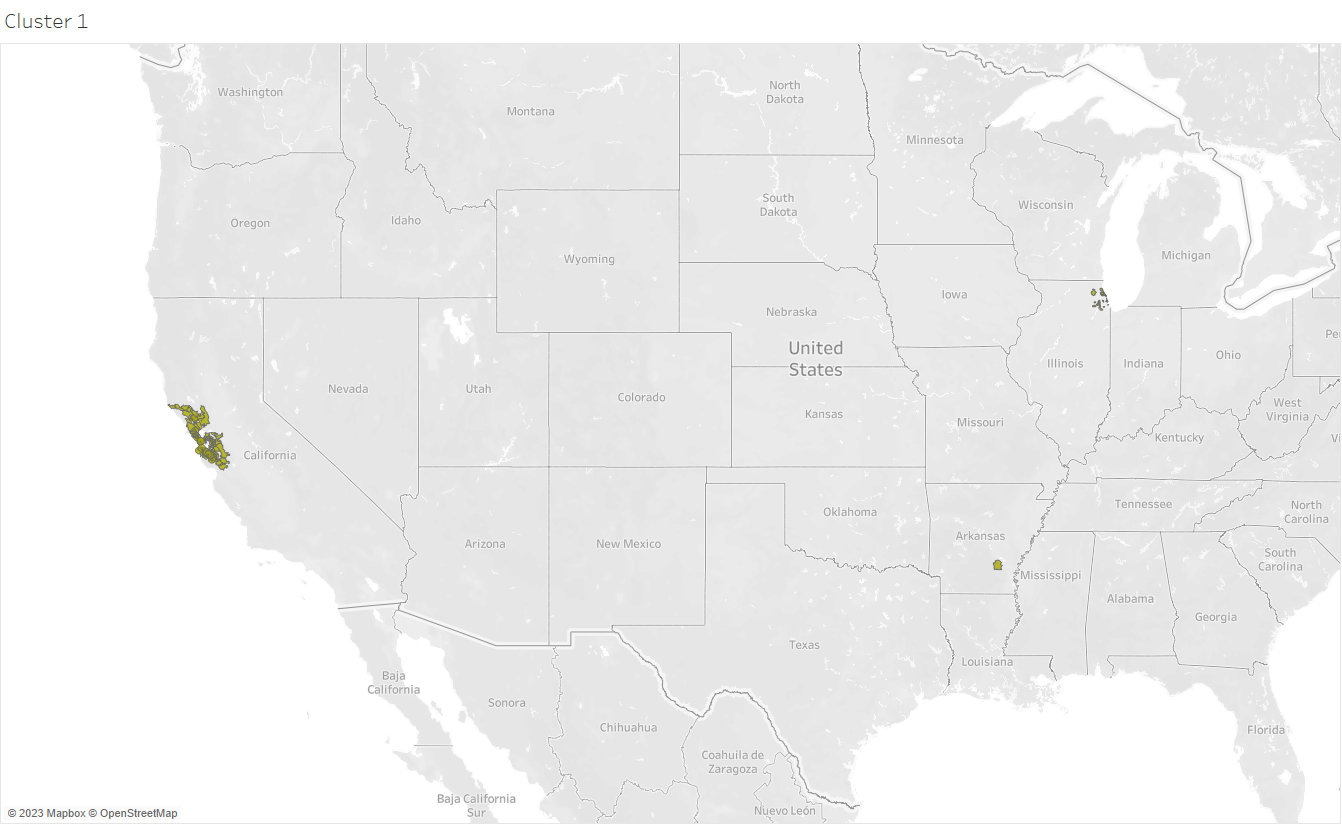 Cluster 1
Washington
Montana
North
Dakota
Minnesota
Oregon
Idaho
South
Dakota
Wisconsin
Wyoming
Michigan
Iowa
Nebraska
United
States
Nevada
Utah
Colorado
Kansas
Illinois
Indiana
Ohio
Pe
West
Virginia
Missouri
Kentucky
Vi
California
Oklahoma
Arkansas
Tennessee
North
Carolina
Arizona
New Mexico
Mississippi
Alabama
Georgia
South
Carolina
Texas
Louisiana
Baja
California
Sonora
Chihuahua
Coahuila de
Zaragoza
Florida
Baja California
Sur
Nuevo León
© 2023 Mapbox © OpenStreetMap